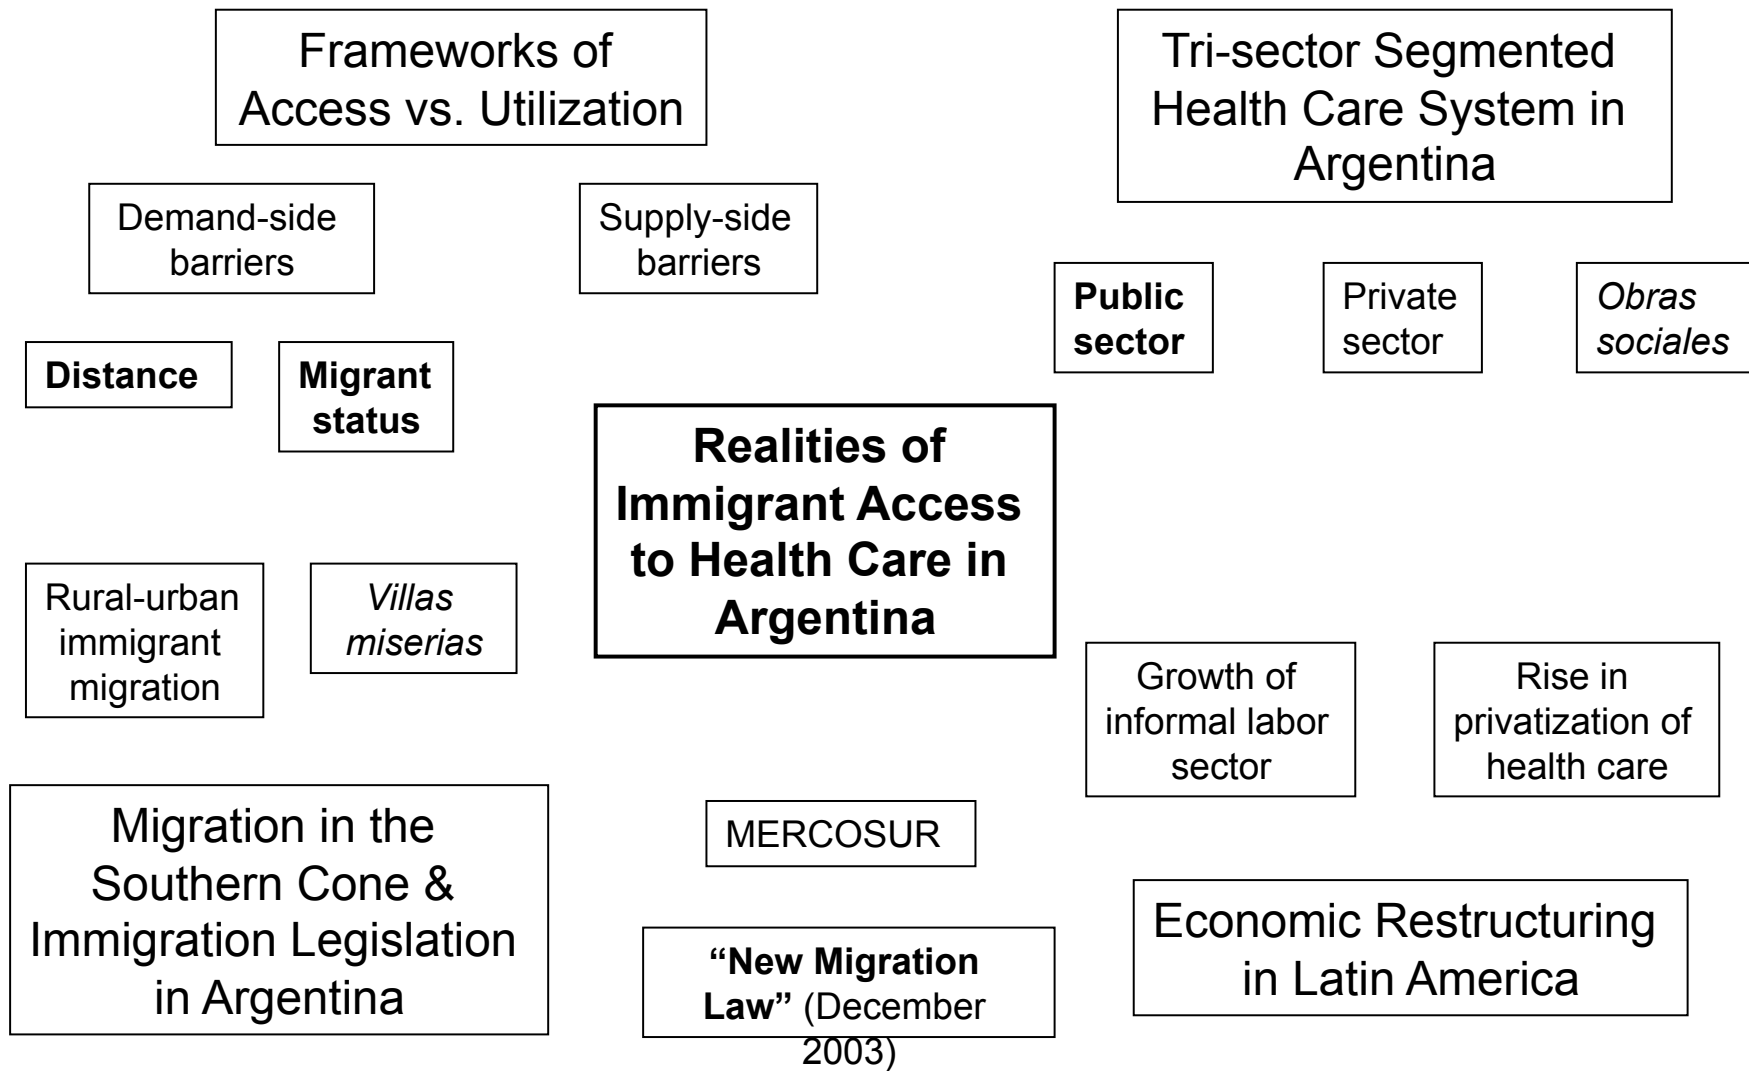 Frameworks of
Access vs. Utilization
Tri-sector Segmented
Health Care System in
Argentina
Demand-side
barriers
Supply-side
barriers
Public
sector
Private
sector
Obras
sociales
Distance
Migrant
status
Realities of
Immigrant Access
to Health Care in
Argentina
Rural-urban
immigrant
migration
Villas
miserias
Growth of
informal labor
sector
Rise in
privatization of
health care
Migration in the
Southern Cone &
Immigration Legislation
in Argentina
MERCOSUR
“New Migration
Law” (December
2003)
Economic Restructuring
in Latin America